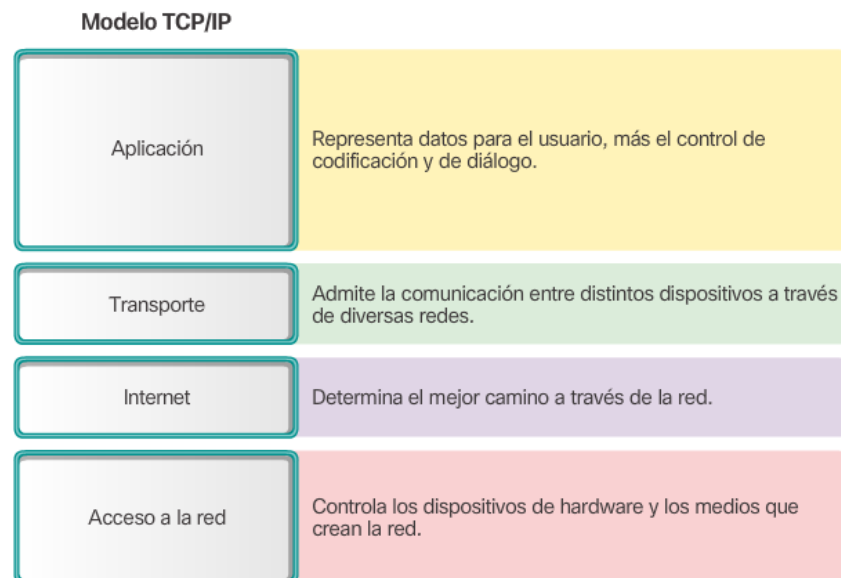 Modelo TCP/IP
Aplicación
Representa datos para el usuario, más el control de
codificación y de diálogo.
Transporte
Admite la comunicación entre distintos dispositivos a través
de diversas redes.
Internet
Determina el mejor camino a través de la red.
Acceso a la red
Controla los dispositivos de hardware y los medios que
crean la red.